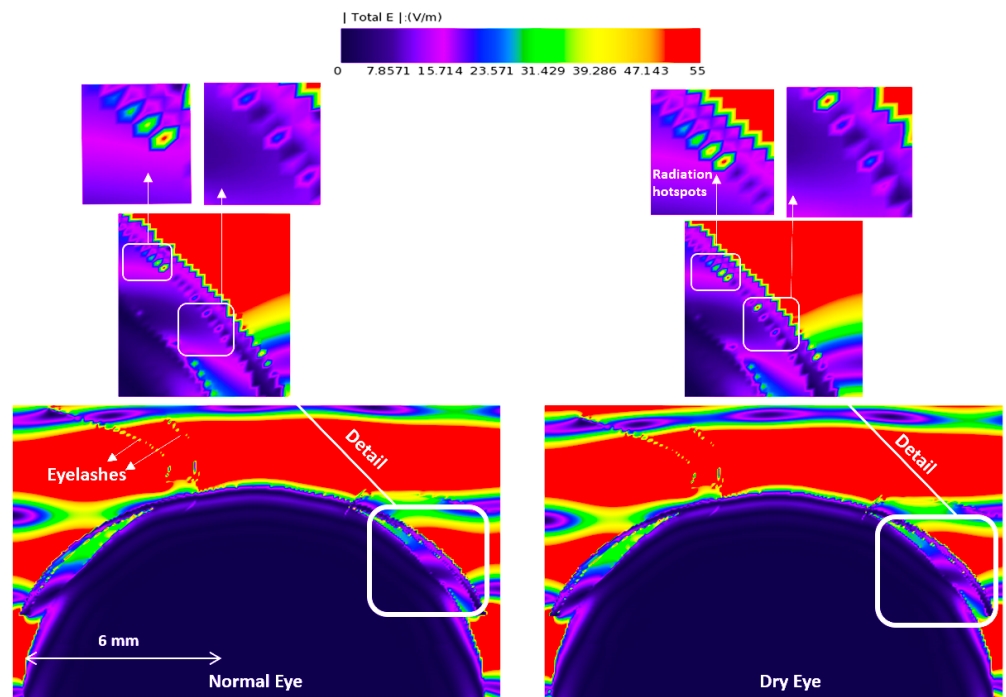 | Total E |:(V/m)
0 7.8571 15.714 23.571 31.429 39.286 47.143 55
Radiation
hotspots
Detail
Detail
Eyelashes
6 mm
Normal Eye
Dry Eye